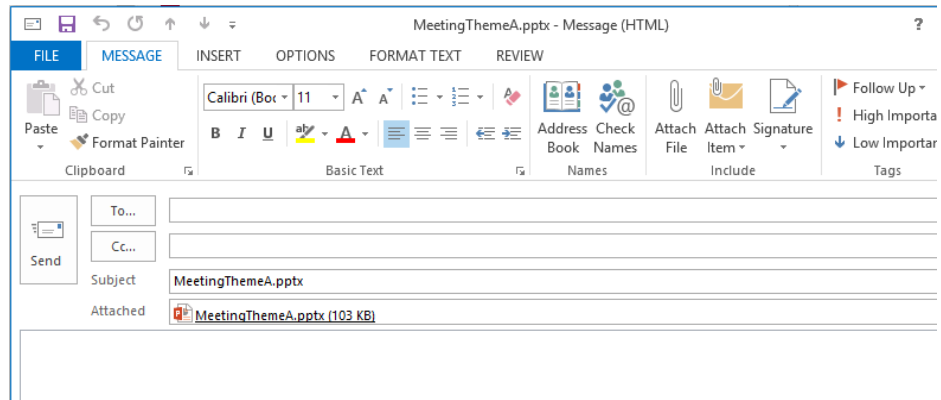 MeetingThemeA.pptx - Message (HTML) ?
FILE MESSAGE INSERT OPTIONS FORMAT TEXT REVIEW
Cut
Copy
Format Painter
Paste
Clipboard
Calibri (Boc 11 A A
B I U aby A
Basic Text
Address Book
Check Names
Names
Attach File
Attach Item
Signature
Include
Follow Up
High Importa
Low Importan
Tags
Send
To...
Cc...
Subject MeetingThemeA.pptx
Attached MeetingThemeA.pptx (103 KB)